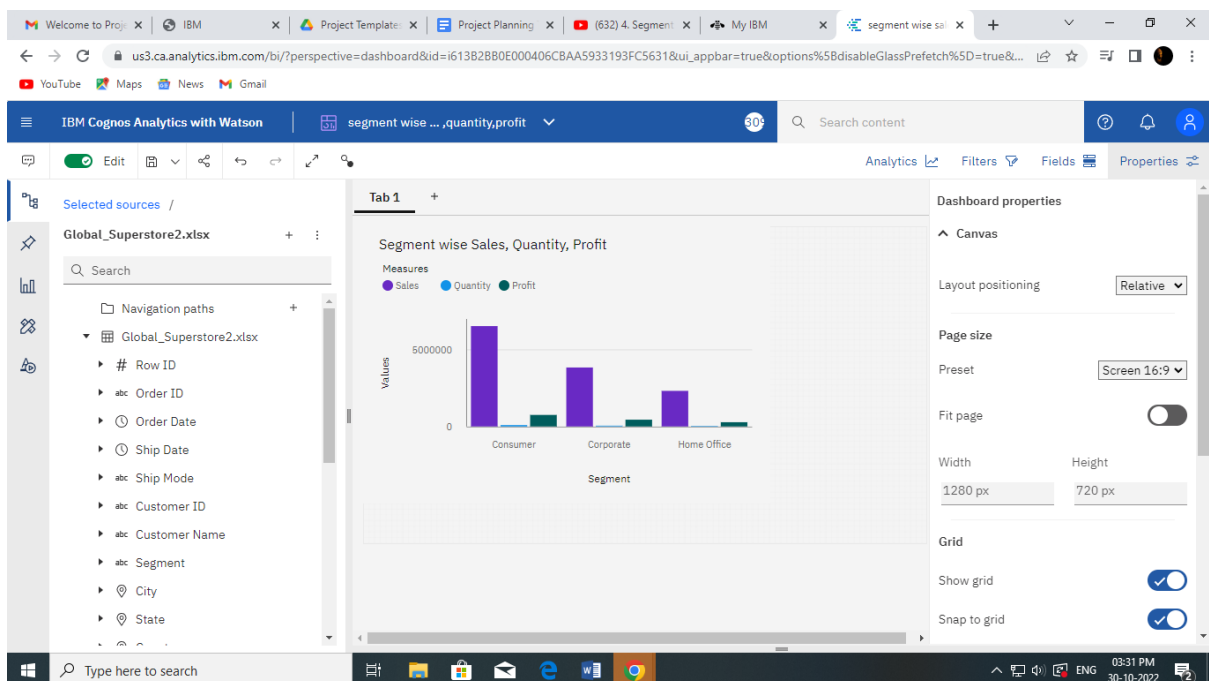 Welcome to Proje
IBM
Project Template:
Project Planning
(632) 4. Segment
My IBM
segment wise sal
us3.ca.analytics.ibm.com/bi/?perspective=dashboard&id=i613B2BB0E000406CBAA5933193FC5631&ui_appbar=true&options%5BdisableGlassPrefetch%5D=true&...
YouTube
Maps
News
Gmail
IBM Cognos Analytics with Watson
segment wise ... ,quantity,profit
Search content
Edit
Analytics
Filters
Fields
Properties
Selected sources /
Global_Superstore2.xlsx
Search
Navigation paths
Global_Superstore2.xlsx
# Row ID
abc Order ID
Order Date
Ship Date
abc Ship Mode
abc Customer ID
abc Customer Name
abc Segment
City
State
Tab 1
Segment wise Sales, Quantity, Profit
Measures
Sales Quantity Profit
Values
5000000
0
Consumer Corporate Home Office
Segment
Dashboard properties
Canvas
Layout positioning Relative
Page size
Preset Screen 16:9
Fit page
Width Height
1280 px 720 px
Grid
Show grid
Snap to grid
Type here to search
ENG
03:31 PM
30-10-2022